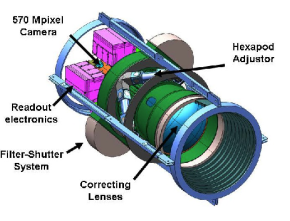 570 Mpixel
Camera
Hexapod
Adjustor
Readout
electronics
Filter-Shutter
System
Correcting
Lenses